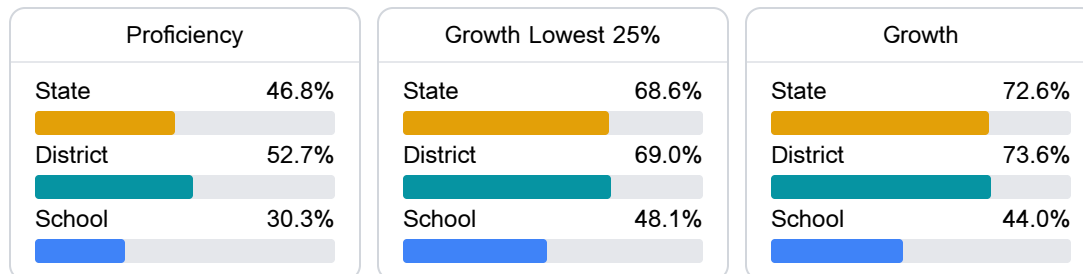 Proficiency
State 46.8%
District 52.7%
School 30.3%
Growth Lowest 25%
State 68.6%
District 69.0%
School 48.1%
Growth
State 72.6%
District 73.6%
School 44.0%